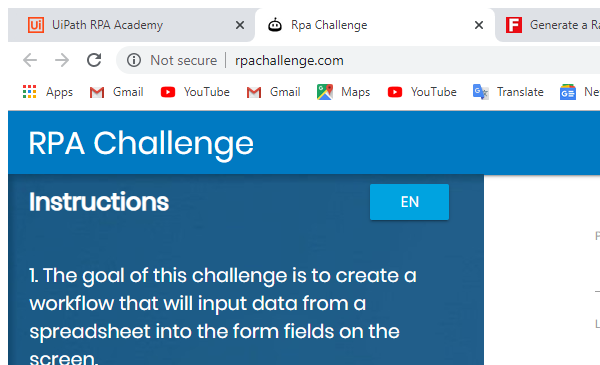 Ui UiPath RPA Academy Rpa Challenge F Generate a Ra
Not secure rpachallenge.com
Apps Gmail YouTube Gmail Maps YouTube Translate Ne
RPA Challenge
Instructions EN
1. The goal of this challenge is to create a
workflow that will input data from a
spreadsheet into the form fields on the
screen.